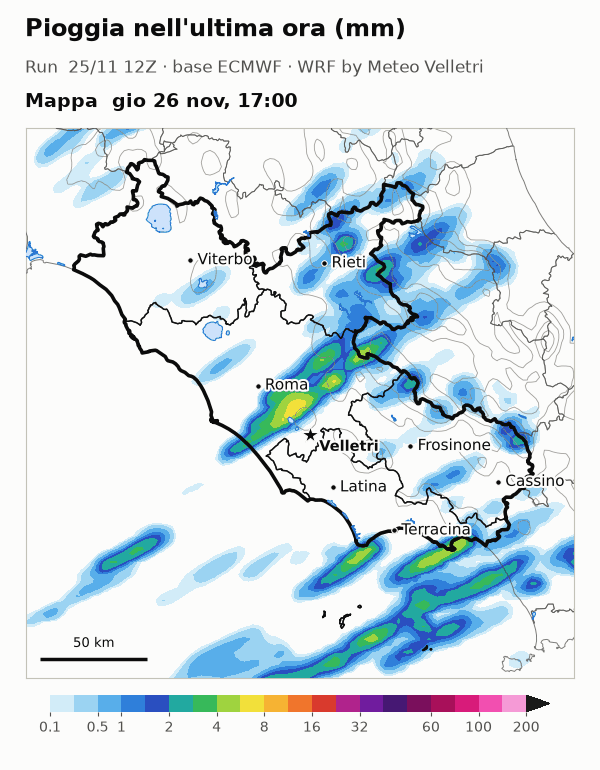 Pioggia nell'ultima ora (mm)
Run  25/11 12Z · base ECMWF · WRF by Meteo Velletri
Mappa  gio 26 nov, 17:00
Viterbo
Rieti
Roma
Velletri
Frosinone
Latina
Cassino
Terracina
50 km
0.1 0.5 1 2 4 8 16 32 60 100 200